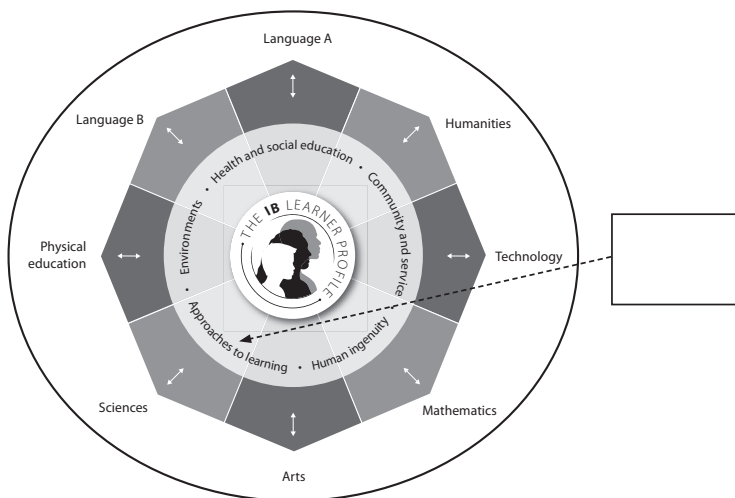 Language A
Language B
Humanities
Health and social education
•
Community and service
•
Environments
•
THE IB LEARNER PROFILE
Physical
education
Technology
Approaches to learning
•
Human ingenuity
Sciences
Mathematics
Arts